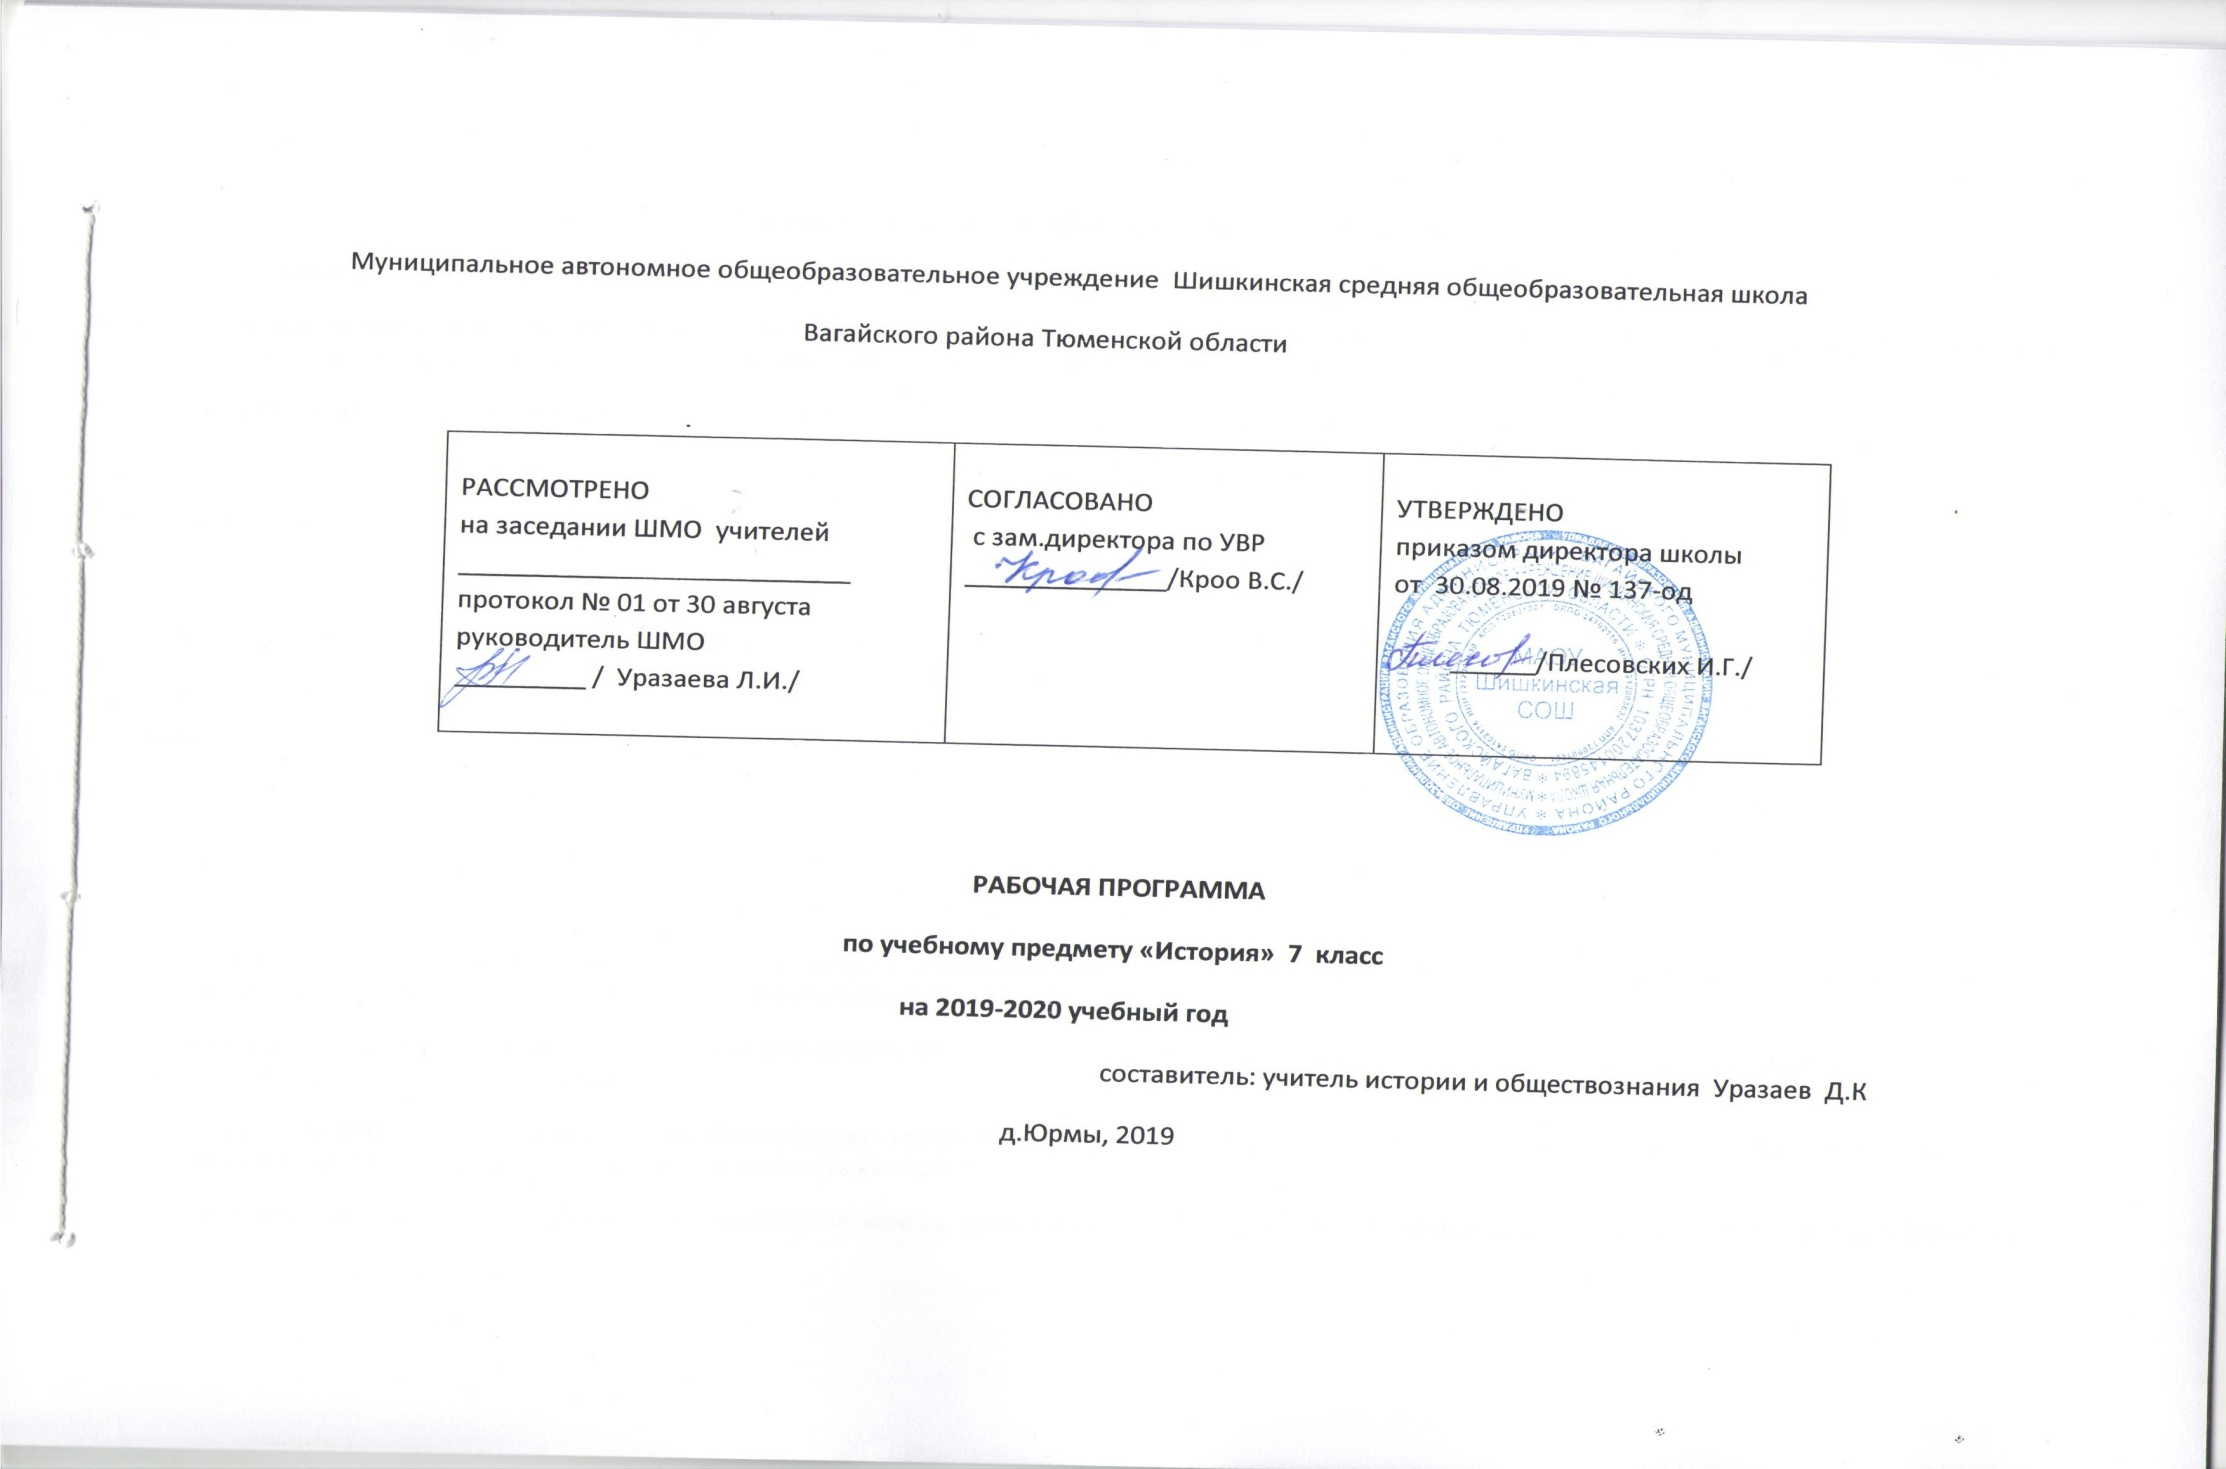 Муниципальное автономное общеобразовательное учреждение Шишкинская средняя общеобразовательная школа
Вагайского района Тюменской области
РАССМОТРЕНО
на заседании ШМО учителей
протокол № 01 от 30 августа
руководитель ШМО
/ Уразаева Л.И./
СОГЛАСОВАНО
с зам.директора по УВР
/Кроо В.С./
УТВЕРЖДЕНО
приказом директора школы
от 30.08.2019 № 137-од
/Плесовских И.Г./
МАОУ
Шишкинская
СОШ
РАБОЧАЯ ПРОГРАММА
по учебному предмету «История» 7 класс
на 2019-2020 учебный год
составитель: учитель истории и обществознания Уразаев Д.К
д.Юрмы, 2019